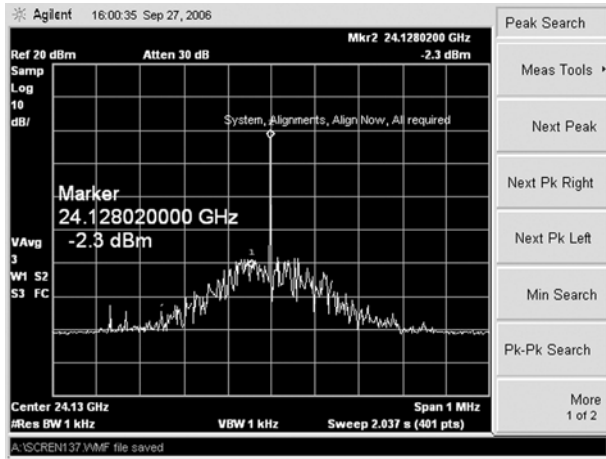 Agilent 16:00:35 Sep 27, 2006
Mkr2 24.1280200 GHz
Ref 20 dBm Atten 30 dB -2.3 dBm
Samp
Log
10
dB/
System, Alignments, Align Now, All required
Marker
24.128020000 GHz
-2.3 dBm
VAvg
3
W1 S2
S3 FC
1
Center 24.13 GHz Span 1 MHz
#Res BW 1 kHz VBW 1 kHz Sweep 2.037 s (401 pts)
A:\SCREN137.WMF file saved
Peak Search
Meas Tools
Next Peak
Next Pk Right
Next Pk Left
Min Search
Pk-Pk Search
More
1 of 2